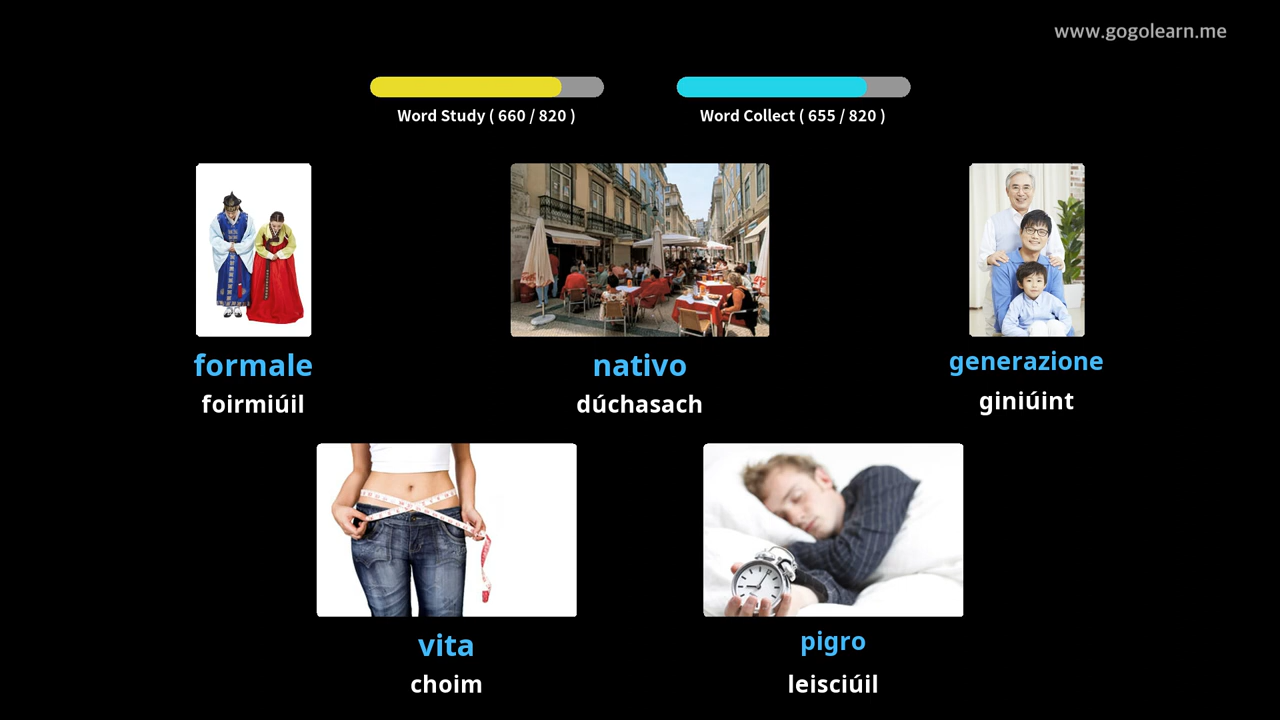 www.gogolearn.me
Word Study ( 660 / 820 )
Word Collect ( 655 / 820 )
formale
foirmiúil
nativo
dúchasach
generazione
giniúint
vita
choim
pigro
leisciúil